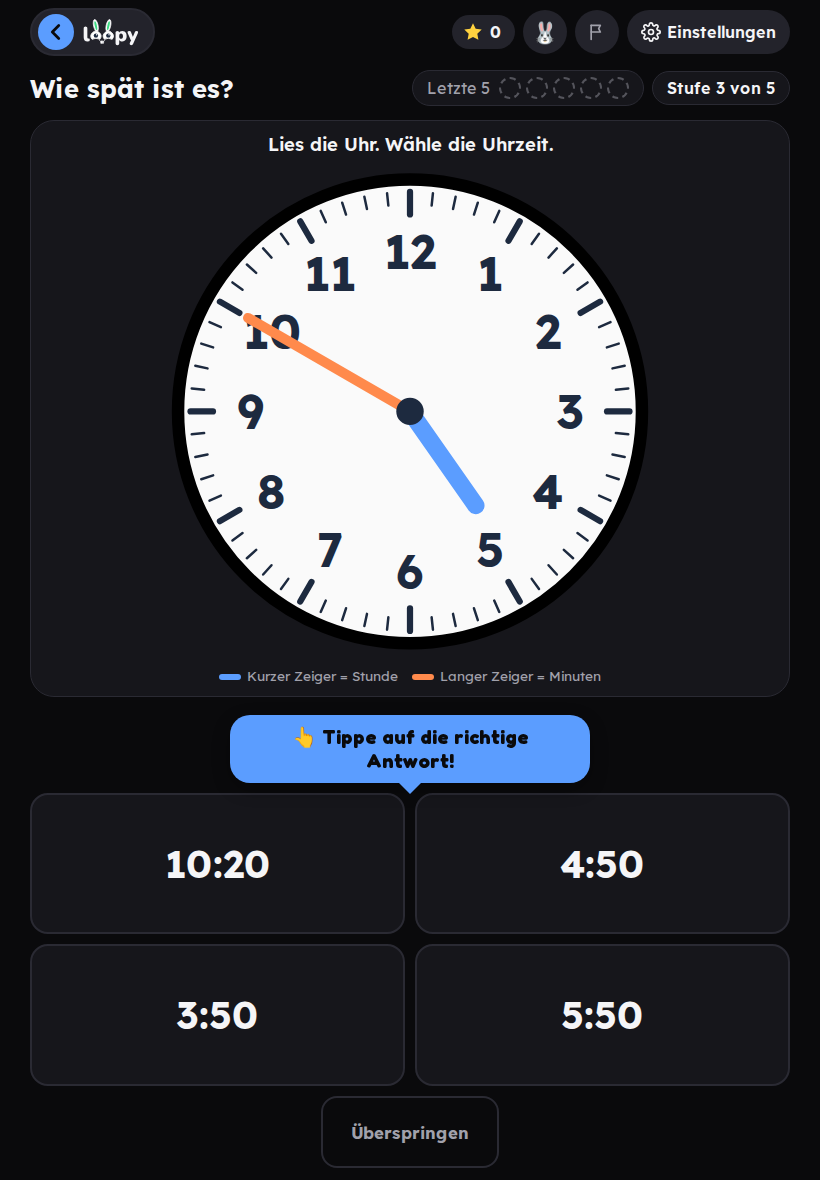 loopy
0
Einstellungen
Wie spät ist es?
Letzte 5
Stufe 3 von 5
Lies die Uhr. Wähle die Uhrzeit.
12
11
1
10
2
9
3
8
4
7
5
6
Kurzer Zeiger = Stunde
Langer Zeiger = Minuten
👆 Tippe auf die richtige
Antwort!
10:20
4:50
3:50
5:50
Überspringen